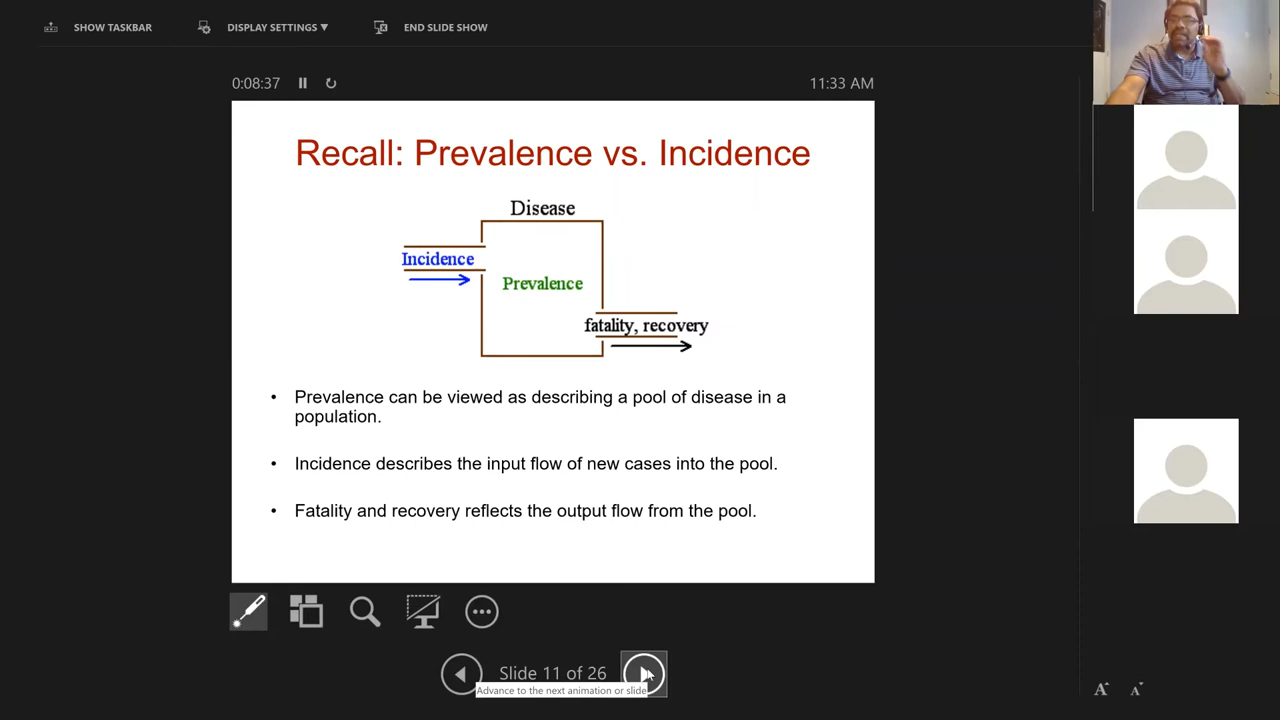 SHOW TASKBAR
DISPLAY SETTINGS ▼
END SLIDE SHOW
0:08:37
11:33 AM
Recall: Prevalence vs. Incidence
Disease
Incidence
Prevalence
fatality, recovery
• Prevalence can be viewed as describing a pool of disease in a
population.
• Incidence describes the input flow of new cases into the pool.
• Fatality and recovery reflects the output flow from the pool.
Slide 11 of 26
Advance to the next animation or slide
A A